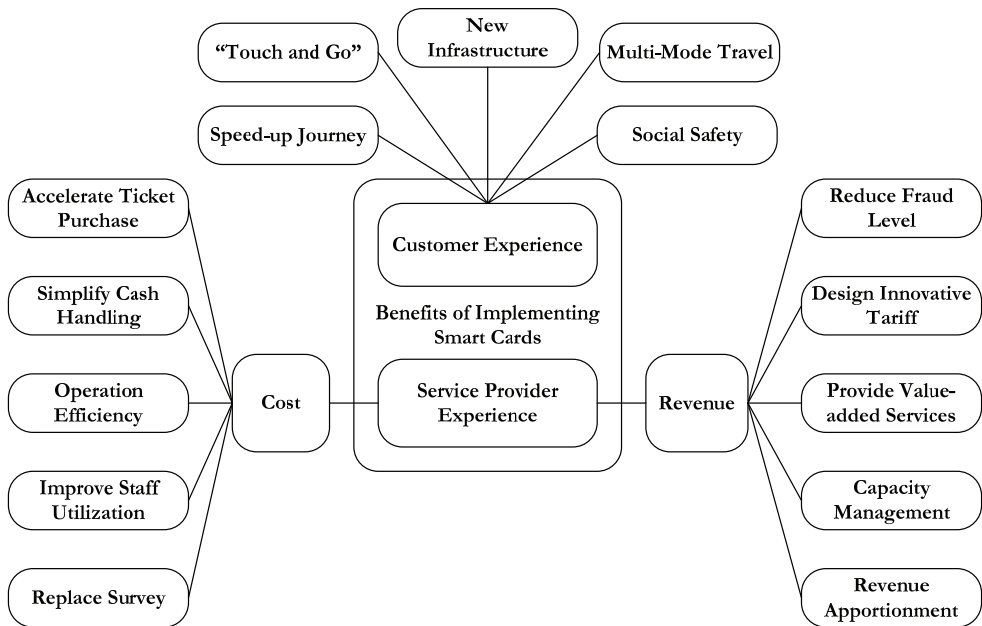 New
Infrastructure
“Touch and Go”
Multi-Mode Travel
Speed-up Journey
Social Safety
Accelerate Ticket
Purchase
Simplify Cash
Handling
Operation
Efficiency
Improve Staff
Utilization
Replace Survey
Cost
Customer Experience
Benefits of Implementing
Smart Cards
Service Provider
Experience
Revenue
Reduce Fraud
Level
Design Innovative
Tariff
Provide Value-
added Services
Capacity
Management
Revenue
Apportionment